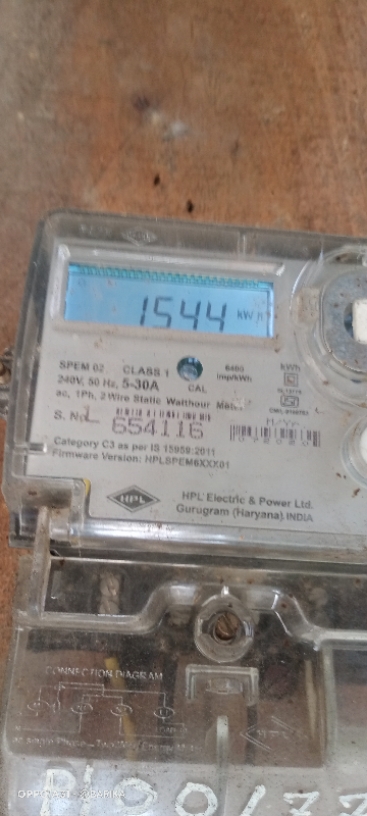 1544 kWh
SPEM 02 CLASS 1 6400 imp/kWh kWh
240V, 50 Hz, 5-30A CAL
ac, 1Ph, 2 Wire Static Watthour Meter
S. No. L 654116
Category C3 as per IS 15959:2011
Firmware Version: HPLSPEM6XXX01
HPL
HPL Electric & Power Ltd.
Gurugram (Haryana) INDIA
CONNECTION DIAGRAM